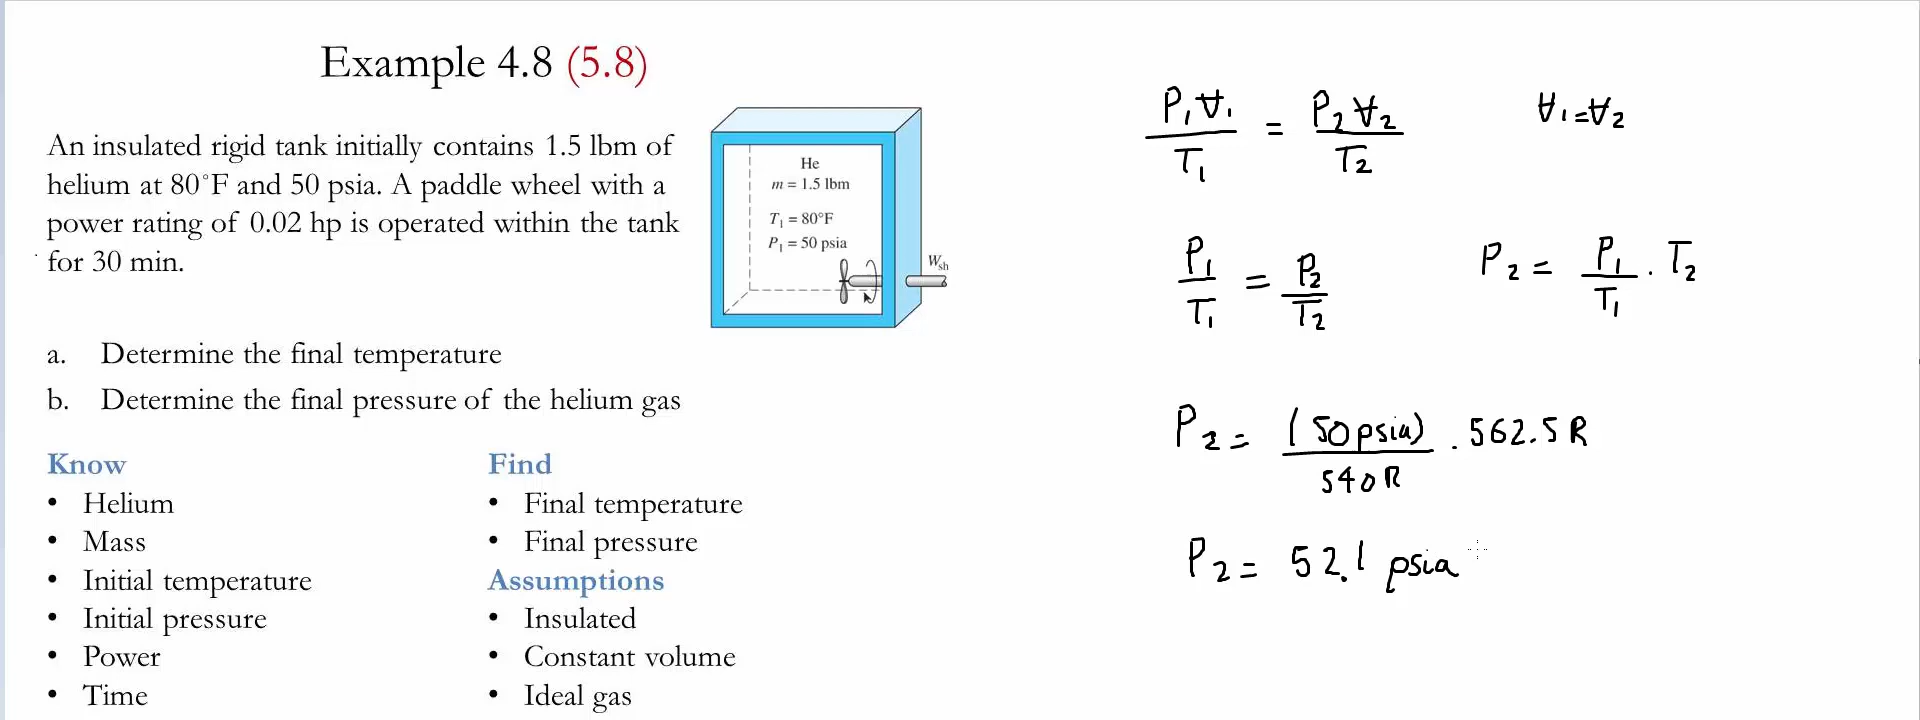 Example 4.8 (5.8)
An insulated rigid tank initially contains 1.5 lbm of
helium at 80°F and 50 psia. A paddle wheel with a
power rating of 0.02 hp is operated within the tank
for 30 min.
He
m = 1.5 lbm
T₁ = 80°F
P₁ = 50 psia
Wsh
a. Determine the final temperature
b. Determine the final pressure of the helium gas
Know
• Helium
• Mass
• Initial temperature
• Initial pressure
• Power
• Time
Find
• Final temperature
• Final pressure
Assumptions
• Insulated
• Constant volume
• Ideal gas
P₁V₁/T₁ = P₂V₂/T₂
V₁=V₂
P₁/T₁ = P₂/T₂
P₂ = P₁/T₁ · T₂
P₂ = (50 psia)/540R · 562.5 R
P₂ = 52.1 psia